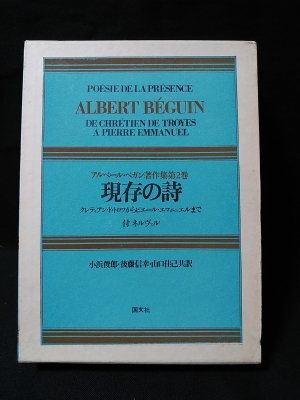 POÉSIE DE LA PRÉSENCE
ALBERT BÉGUIN
DE CHRÉTIEN DE TROYES
A PIERRE EMMANUEL
アルベール・ベガン著作集第2巻
現存の詩
クレティアン・ド・トロワからピエール・エマニュエルまで
付 ネルヴァル
小浜俊郎・後藤信幸・山口佳己共訳
国文社